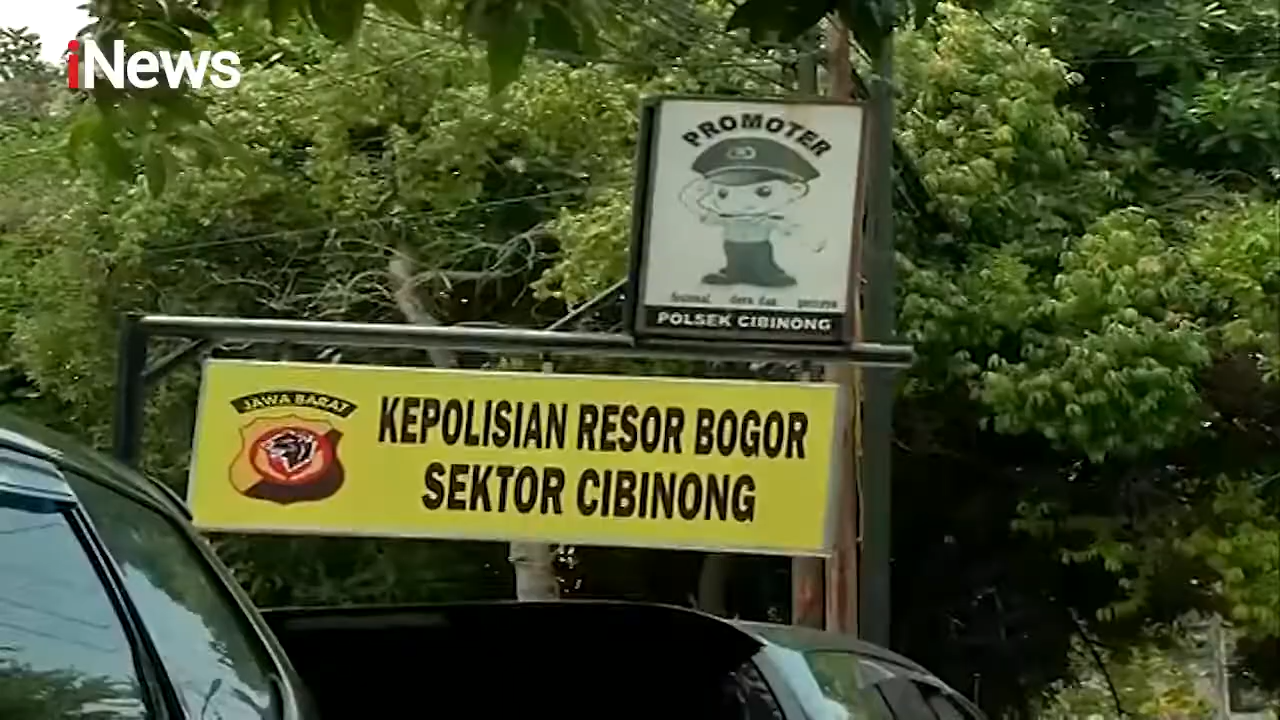 iNews
PROMOTER
POLSEK CIBINONG
JAWA BARAT
KEPOLISIAN RESOR BOGOR
SEKTOR CIBINONG